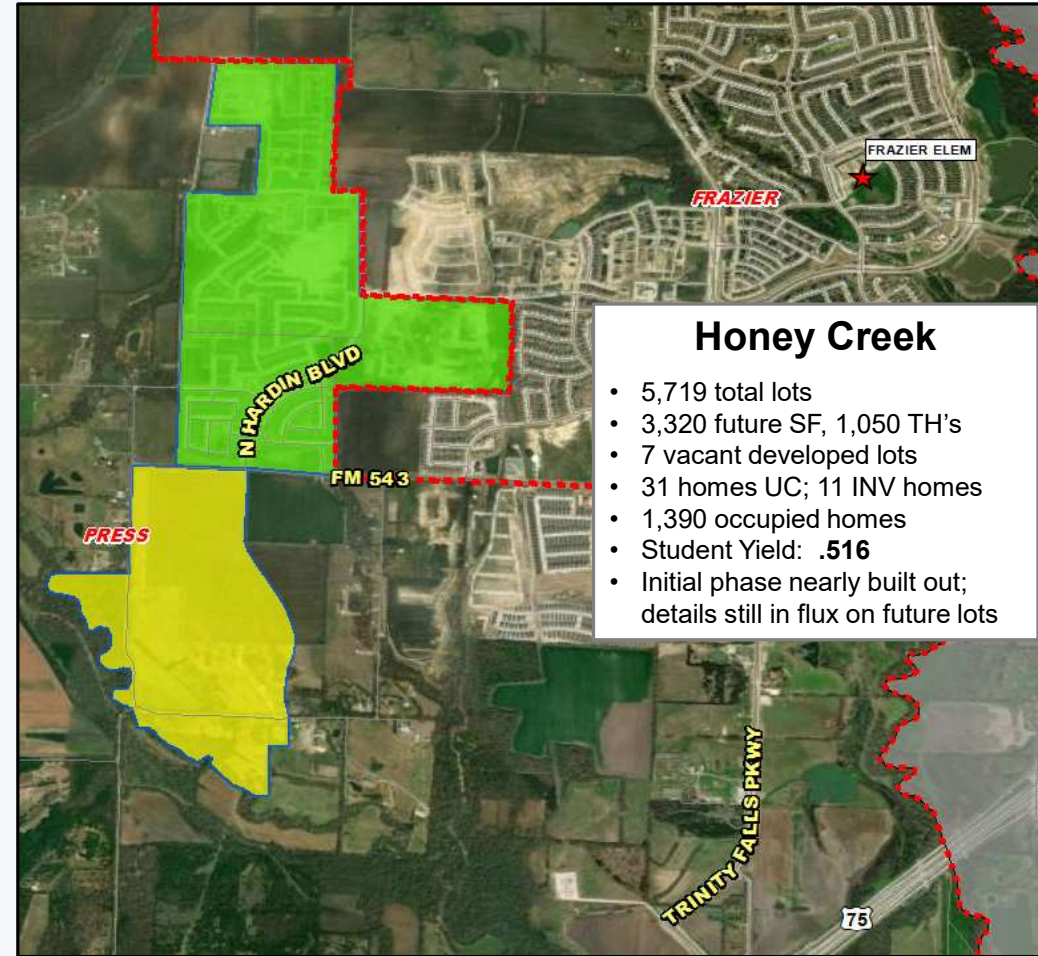 FRAZIER ELEM
FRAZIER
Honey Creek
• 5,719 total lots
• 3,320 future SF, 1,050 TH's
• 7 vacant developed lots
• 31 homes UC; 11 INV homes
• 1,390 occupied homes
• Student Yield: .516
• Initial phase nearly built out;
details still in flux on future lots
N HARDIN BLVD
FM 543
PRESS
TRINITY FALLS PKWY
75